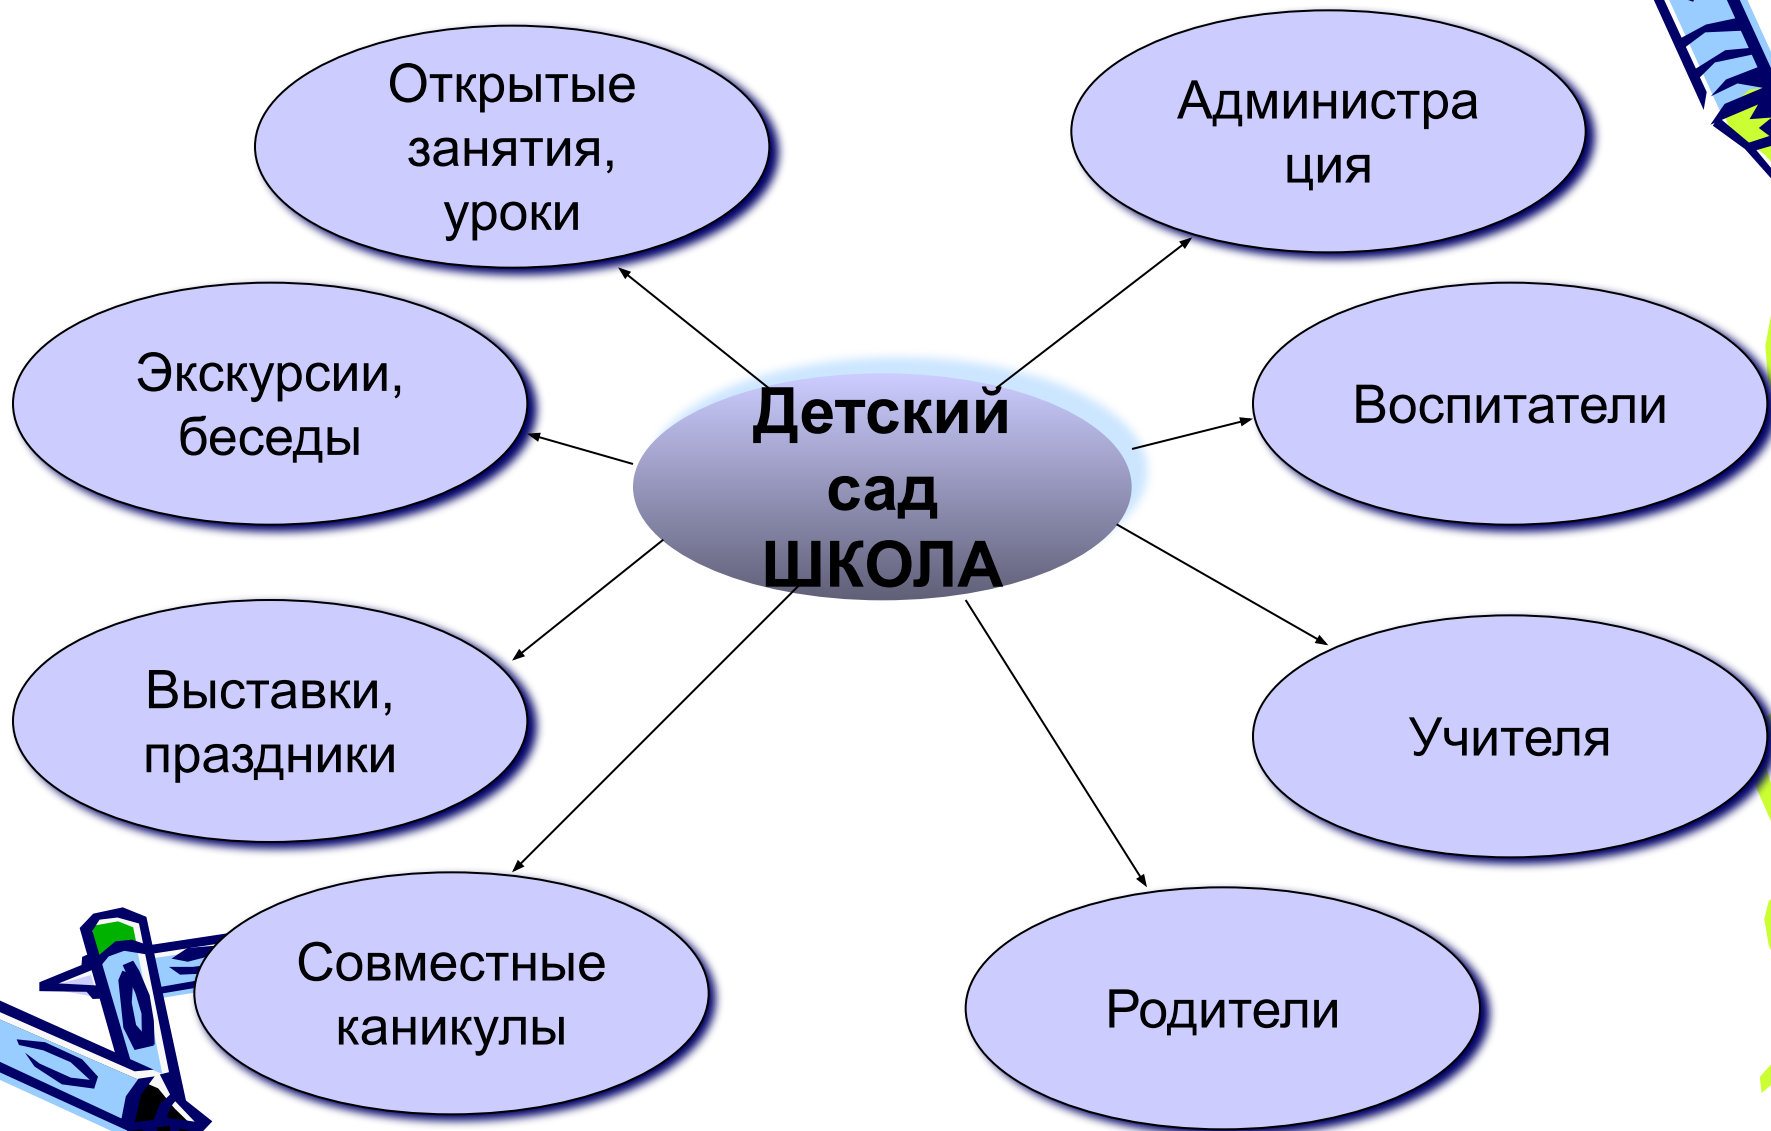 Открытые
занятия,
уроки
Администра
ция
Экскурсии,
беседы
Детский
сад
ШКОЛА
Воспитатели
Выставки,
праздники
Учителя
Совместные
каникулы
Родители